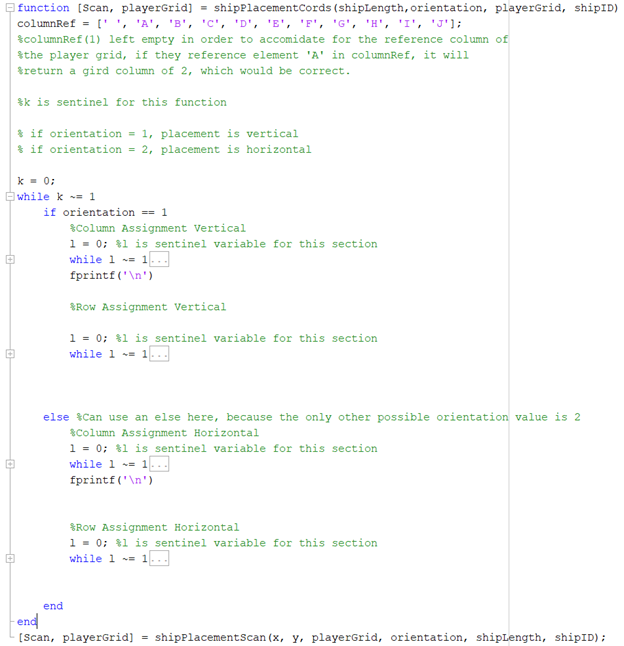 function [Scan, playerGrid] = shipPlacementCords(shipLength,orientation, playerGrid, shipID)
columnRef = [' ', 'A', 'B', 'C', 'D', 'E', 'F', 'G', 'H', 'I', 'J'];
%columnRef(1) left empty in order to accomidate for the reference column of
%the player grid, if they reference element 'A' in columnRef, it will
%return a gird column of 2, which would be correct.
%k is sentinel for this function
% if orientation = 1, placement is vertical
% if orientation = 2, placement is horizontal
k = 0;
while k ~= 1
if orientation == 1
%Column Assignment Vertical
l = 0; %l is sentinel variable for this section
while l ~= 1...
fprintf('\n')
%Row Assignment Vertical
l = 0; %l is sentinel variable for this section
while l ~= 1...
else %Can use an else here, because the only other possible orientation value is 2
%Column Assignment Horizontal
l = 0; %l is sentinel variable for this section
while l ~= 1...
fprintf('\n')
%Row Assignment Horizontal
l = 0; %l is sentinel variable for this section
while l ~= 1...
end
end
[Scan, playerGrid] = shipPlacementScan(x, y, playerGrid, orientation, shipLength, shipID);